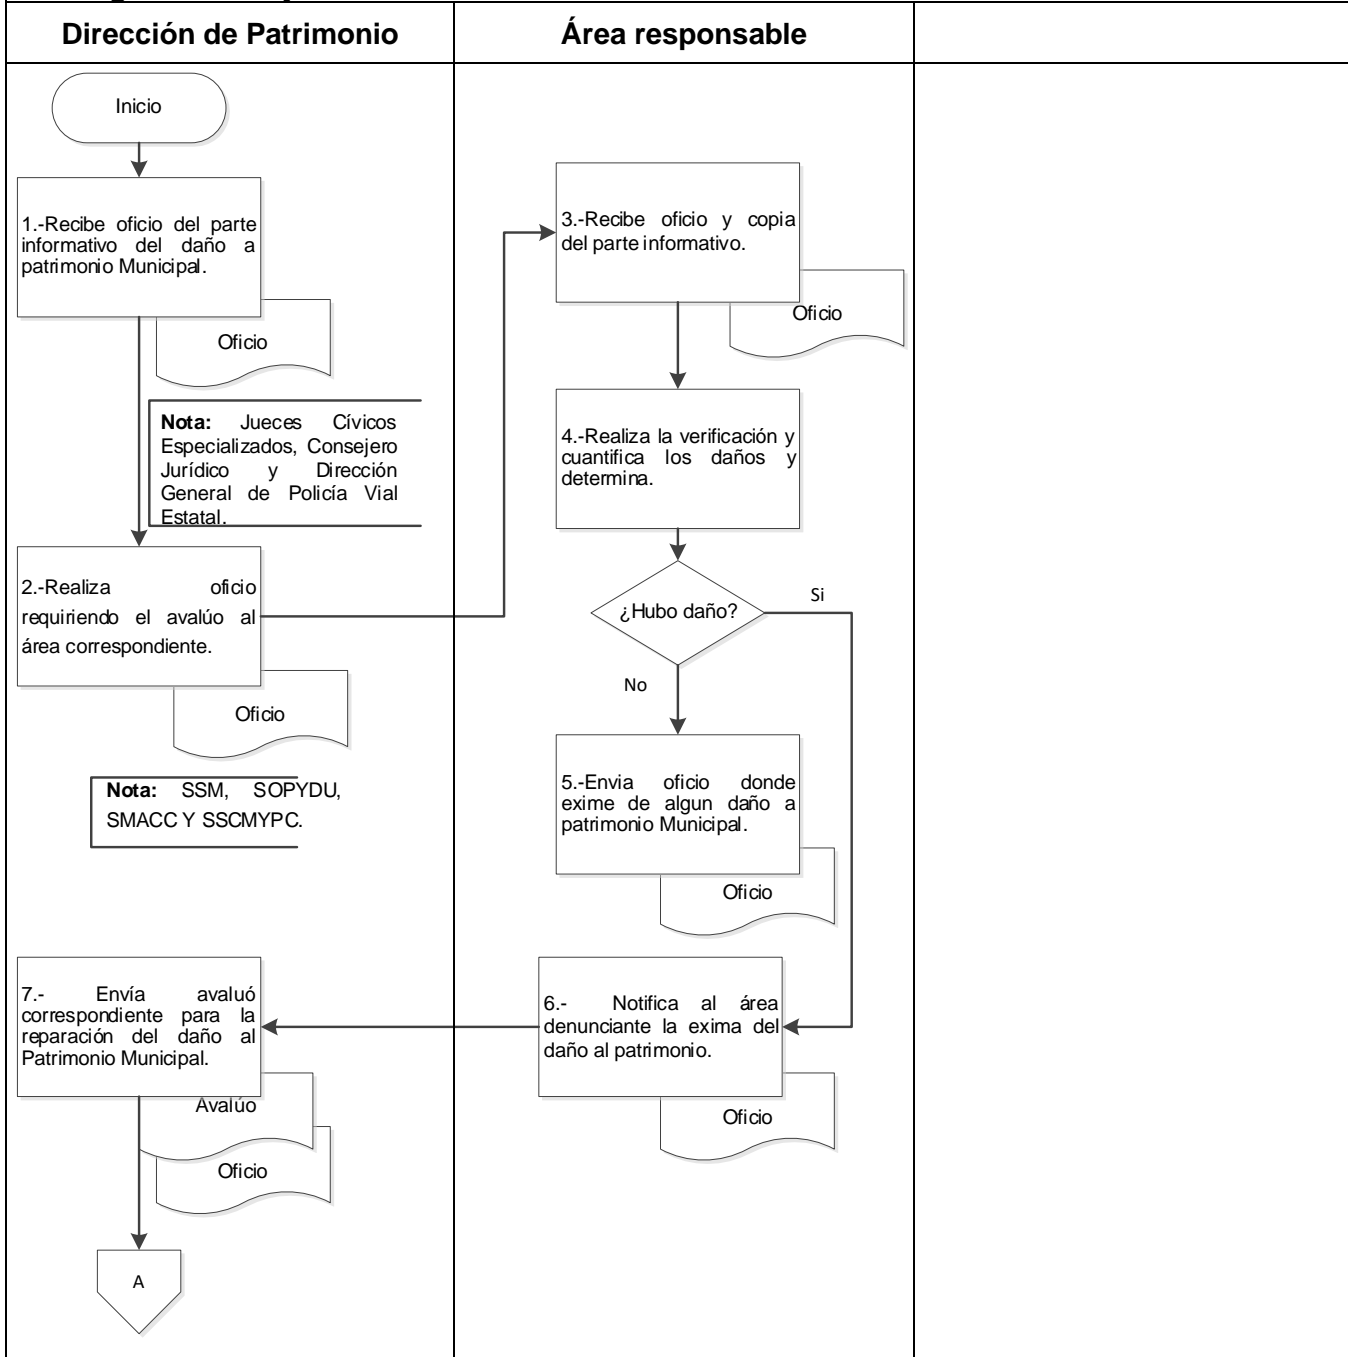 Dirección de Patrimonio
Área responsable
Inicio
1.-Recibe oficio del parte
informativo del daño a
patrimonio Municipal.
Oficio
Nota: Jueces Cívicos
Especializados, Consejero
Jurídico y Dirección
General de Policía Vial
Estatal.
2.-Realiza oficio
requiriendo el avalúo al
área correspondiente.
Oficio
Nota: SSM, SOPYDU,
SMACC Y SSCMYPC.
3.-Recibe oficio y copia
del parte informativo.
Oficio
4.-Realiza la verificación y
cuantifica los daños y
determina.
¿Hubo daño?
Si
No
5.-Envia oficio donde
exime de algun daño a
patrimonio Municipal.
Oficio
6.- Notifica al área
denunciante la exima del
daño al patrimonio.
Oficio
7.- Envía avaluó
correspondiente para la
reparación del daño al
Patrimonio Municipal.
Avalúo
Oficio
A